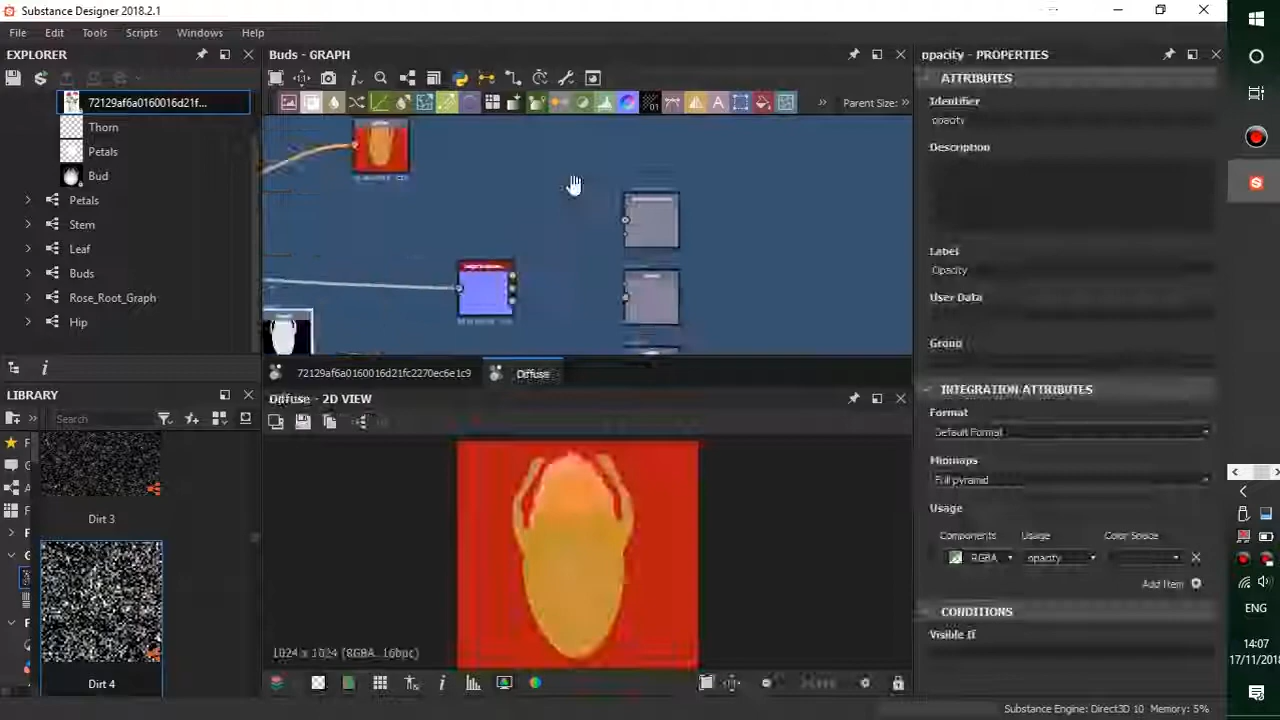 Substance Designer 2018.2.1
File Edit Tools Scripts Windows Help
EXPLORER
72129af6a0160016d21f...
Thorn
Petals
Bud
Petals
Stem
Leaf
Buds
Rose_Root_Graph
Hip
LIBRARY
Search
Dirt 3
Dirt 4
Buds - GRAPH
Parent Size:
72129af6a0160016d21fc2270ec6e1c9
Diffuse
Diffuse - 2D VIEW
1024 x 1024 (RGBA, 16bpc)
opacity - PROPERTIES
ATTRIBUTES
Identifier
opacity
Description
Label
Opacity
User Data
Group
INTEGRATION ATTRIBUTES
Format
Default Format
Mipmaps
Full pyramid
Usage
Components Usage Color Space
RGBA opacity
Add Item
CONDITIONS
Visible If
Substance Engine: Direct3D 10 Memory: 5%
ENG
14:07
17/11/2018